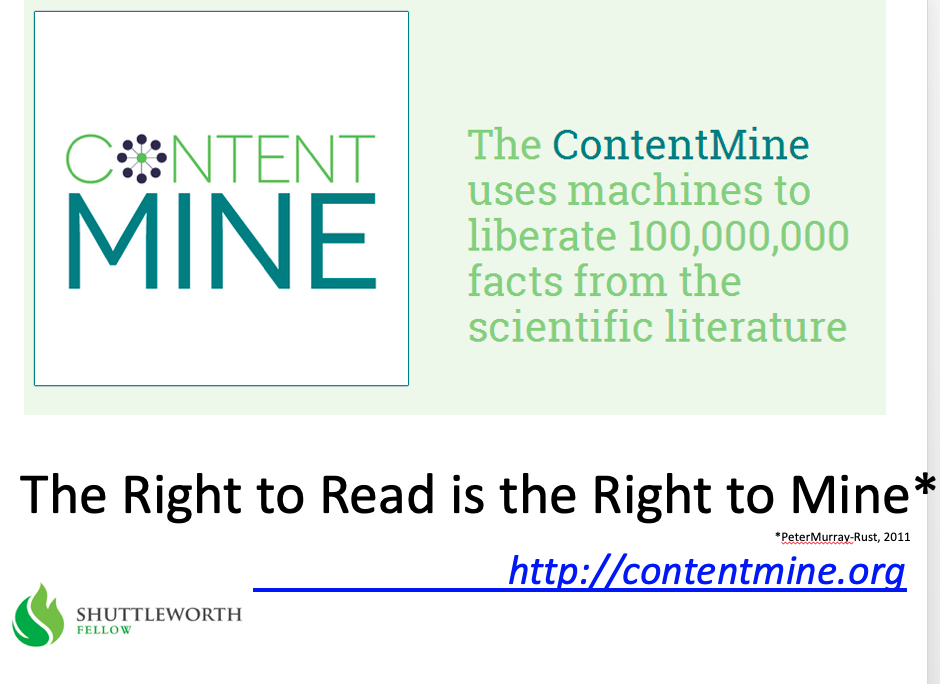 CONTENT
MINE
The ContentMine
uses machines to
liberate 100,000,000
facts from the
scientific literature
The Right to Read is the Right to Mine*
*PeterMurray-Rust, 2011
http://contentmine.org
SHUTTLEWORTH
FELLOW